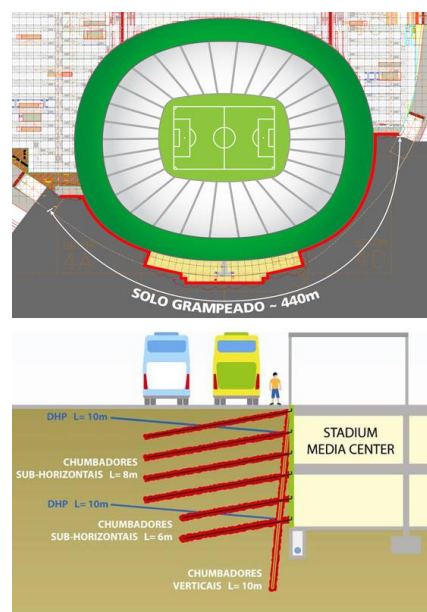 SOLO GRAMPEADO ~ 440m
DHP L= 10m
STADIUM
MEDIA CENTER
CHUMBADORES
SUB-HORIZONTAIS L= 8m
DHP L= 10m
CHUMBADORES
SUB-HORIZONTAIS L= 6m
CHUMBADORES
VERTICAIS L= 10m